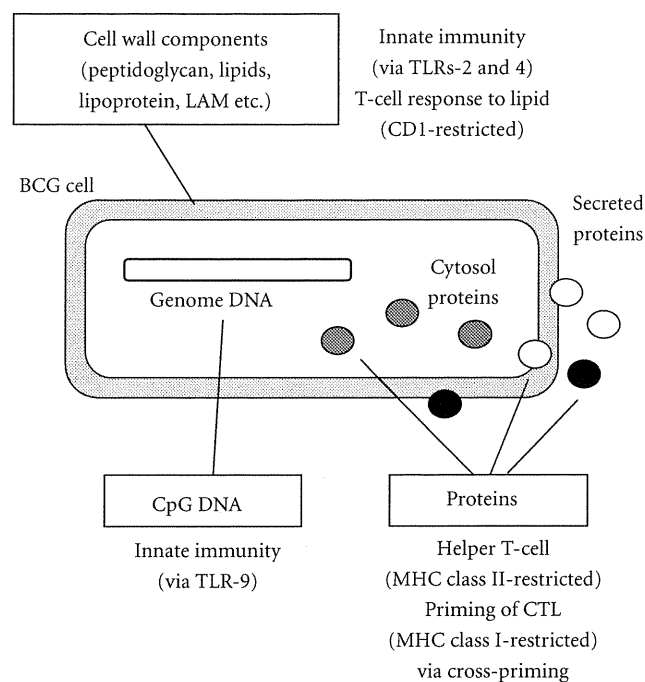 Cell wall components
(peptidoglycan, lipids,
lipoprotein, LAM etc.)
Innate immunity
(via TLRs-2 and 4)
T-cell response to lipid
(CD1-restricted)
BCG cell
Secreted
proteins
Cytosol
proteins
Genome DNA
CpG DNA
Innate immunity
(via TLR-9)
Proteins
Helper T-cell
(MHC class II-restricted)
Priming of CTL
(MHC class I-restricted)
via cross-priming